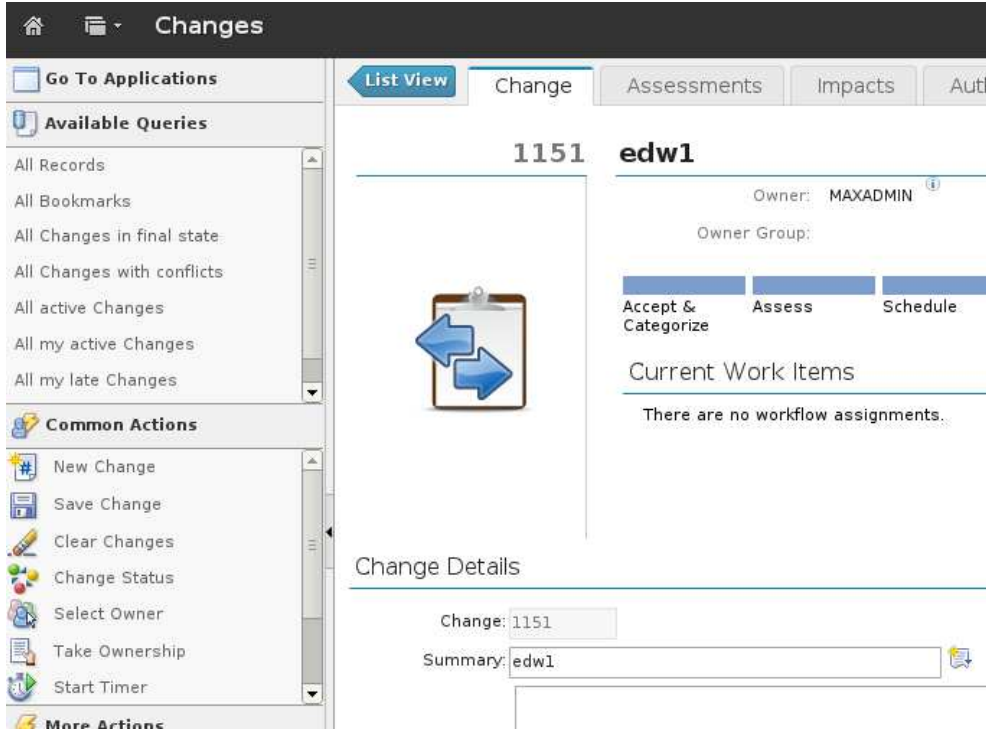 Changes
Go To Applications
Available Queries
All Records
All Bookmarks
All Changes in final state
All Changes with conflicts
All active Changes
All my active Changes
All my late Changes
Common Actions
New Change
Save Change
Clear Changes
Change Status
Select Owner
Take Ownership
Start Timer
More Actions
List View
Change
Assessments
Impacts
Aut
1151
edw1
Owner: MAXADMIN
Owner Group:
Accept &
Categorize
Assess
Schedule
Current Work Items
There are no workflow assignments.
Change Details
Change: 1151
Summary: edw1